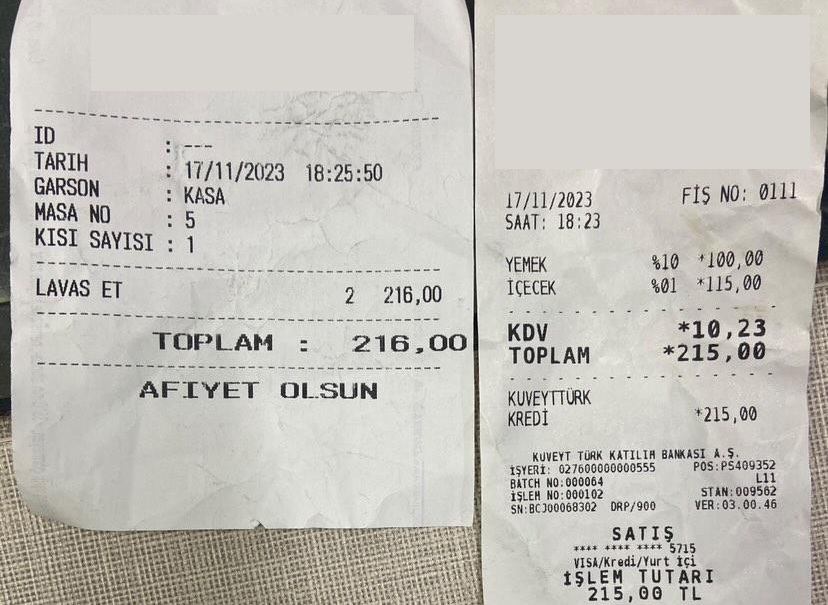 ID : ---
TARIH : 17/11/2023 18:25:50
GARSON : KASA
MASA NO : 5
KISI SAYISI : 1
LAVAS ET 2 216,00
TOPLAM : 216,00
AFIYET OLSUN
17/11/2023 FİŞ NO: 0111
SAAT: 18:23
YEMEK %10 *100,00
İÇECEK %01 *115,00
KDV *10,23
TOPLAM *215,00
KUVEYTTÜRK
KREDİ *215,00
KUVEYT TÜRK KATILIM BANKASI A.Ş.
İŞYERİ: 027600000000555 POS:PS409352
BATCH NO:000064 L11
İŞLEM NO:000102 STAN:009562
SN:BCJ00068302 DRP/900 VER:03.00.46
SATIŞ
**** **** **** 5715
VISA/Kredi/Yurt içi
İŞLEM TUTARI
215,00 TL